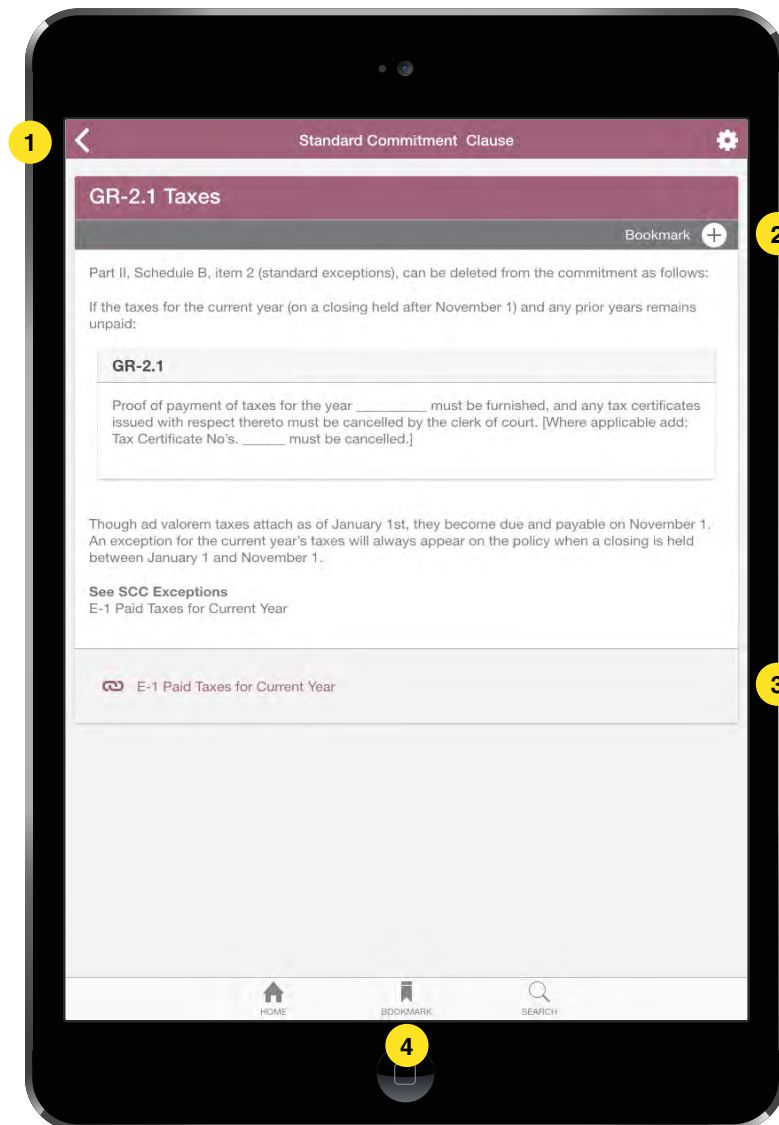 1
Standard Commitment Clause
GR-2.1 Taxes
Bookmark
2
Part II, Schedule B, item 2 (standard exceptions), can be deleted from the commitment as follows:
If the taxes for the current year (on a closing held after November 1) and any prior years remains
unpaid:
GR-2.1
Proof of payment of taxes for the year _________ must be furnished, and any tax certificates
issued with respect thereto must be cancelled by the clerk of court. [Where applicable add:
Tax Certificate No's. ______ must be cancelled.]
Though ad valorem taxes attach as of January 1st, they become due and payable on November 1.
An exception for the current year's taxes will always appear on the policy when a closing is held
between January 1 and November 1.
See SCC Exceptions
E-1 Paid Taxes for Current Year
E-1 Paid Taxes for Current Year
3
HOME BOOKMARK SEARCH
4